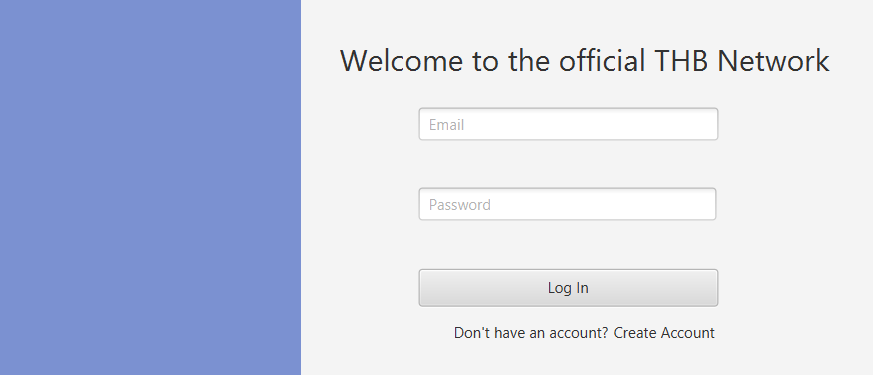 Welcome to the official THB Network
Email
Password
Log In
Don't have an account? Create Account